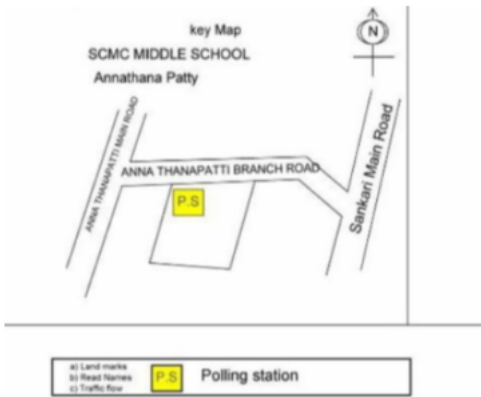 key Map
N
SCMC MIDDLE SCHOOL
Annathana Patty
ANNA THANAPATTI MAIN ROAD
ANNA THANAPATTI BRANCH ROAD
Sankari Main Road
P.S
a) Land marks
b) Read Names
c) Traffic flow
P.S
Polling station